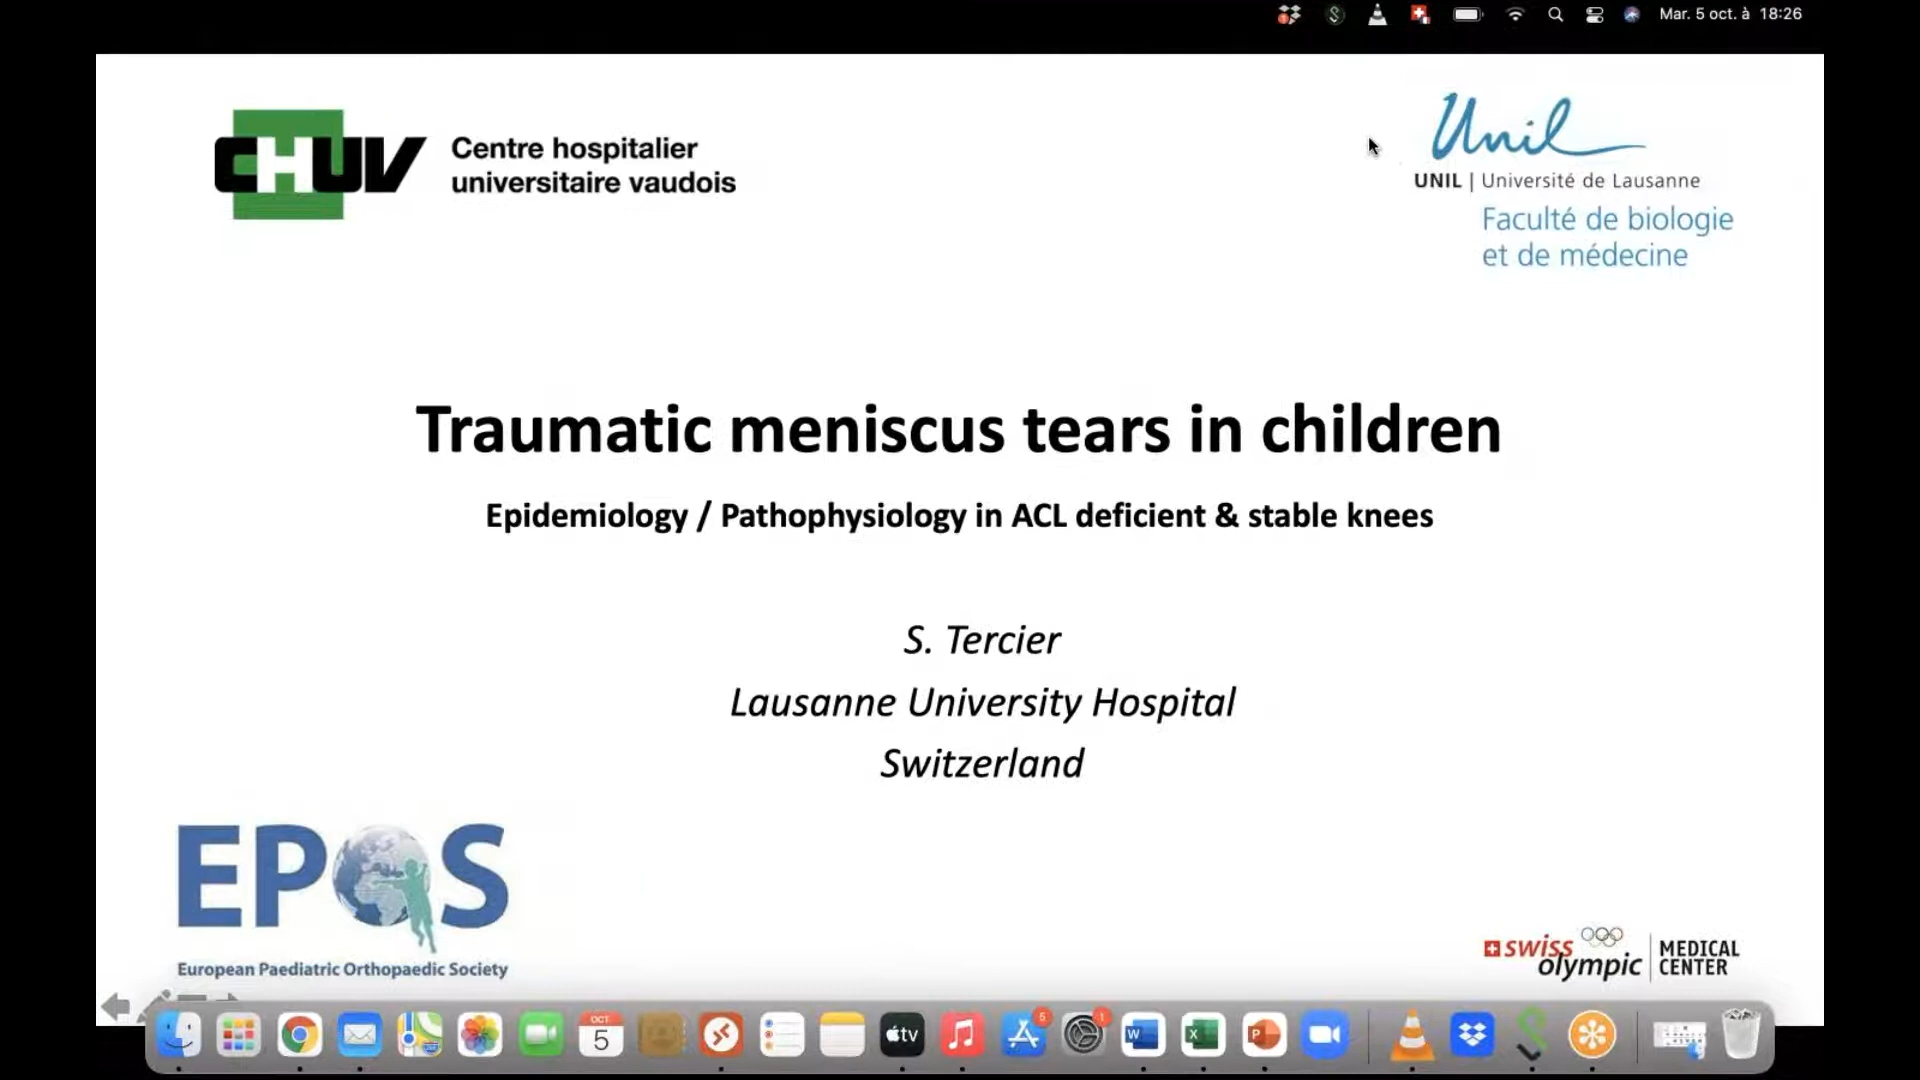 Mar. 5 oct. à 18:26
CHUV
Centre hospitalier
universitaire vaudois
Unil
UNIL | Université de Lausanne
Faculté de biologie
et de médecine
Traumatic meniscus tears in children
Epidemiology / Pathophysiology in ACL deficient & stable knees
S. Tercier
Lausanne University Hospital
Switzerland
EPOS
European Paediatric Orthopaedic Society
swiss
olympic
MEDICAL
CENTER
OCT
5
tv
5
1
W
X
P